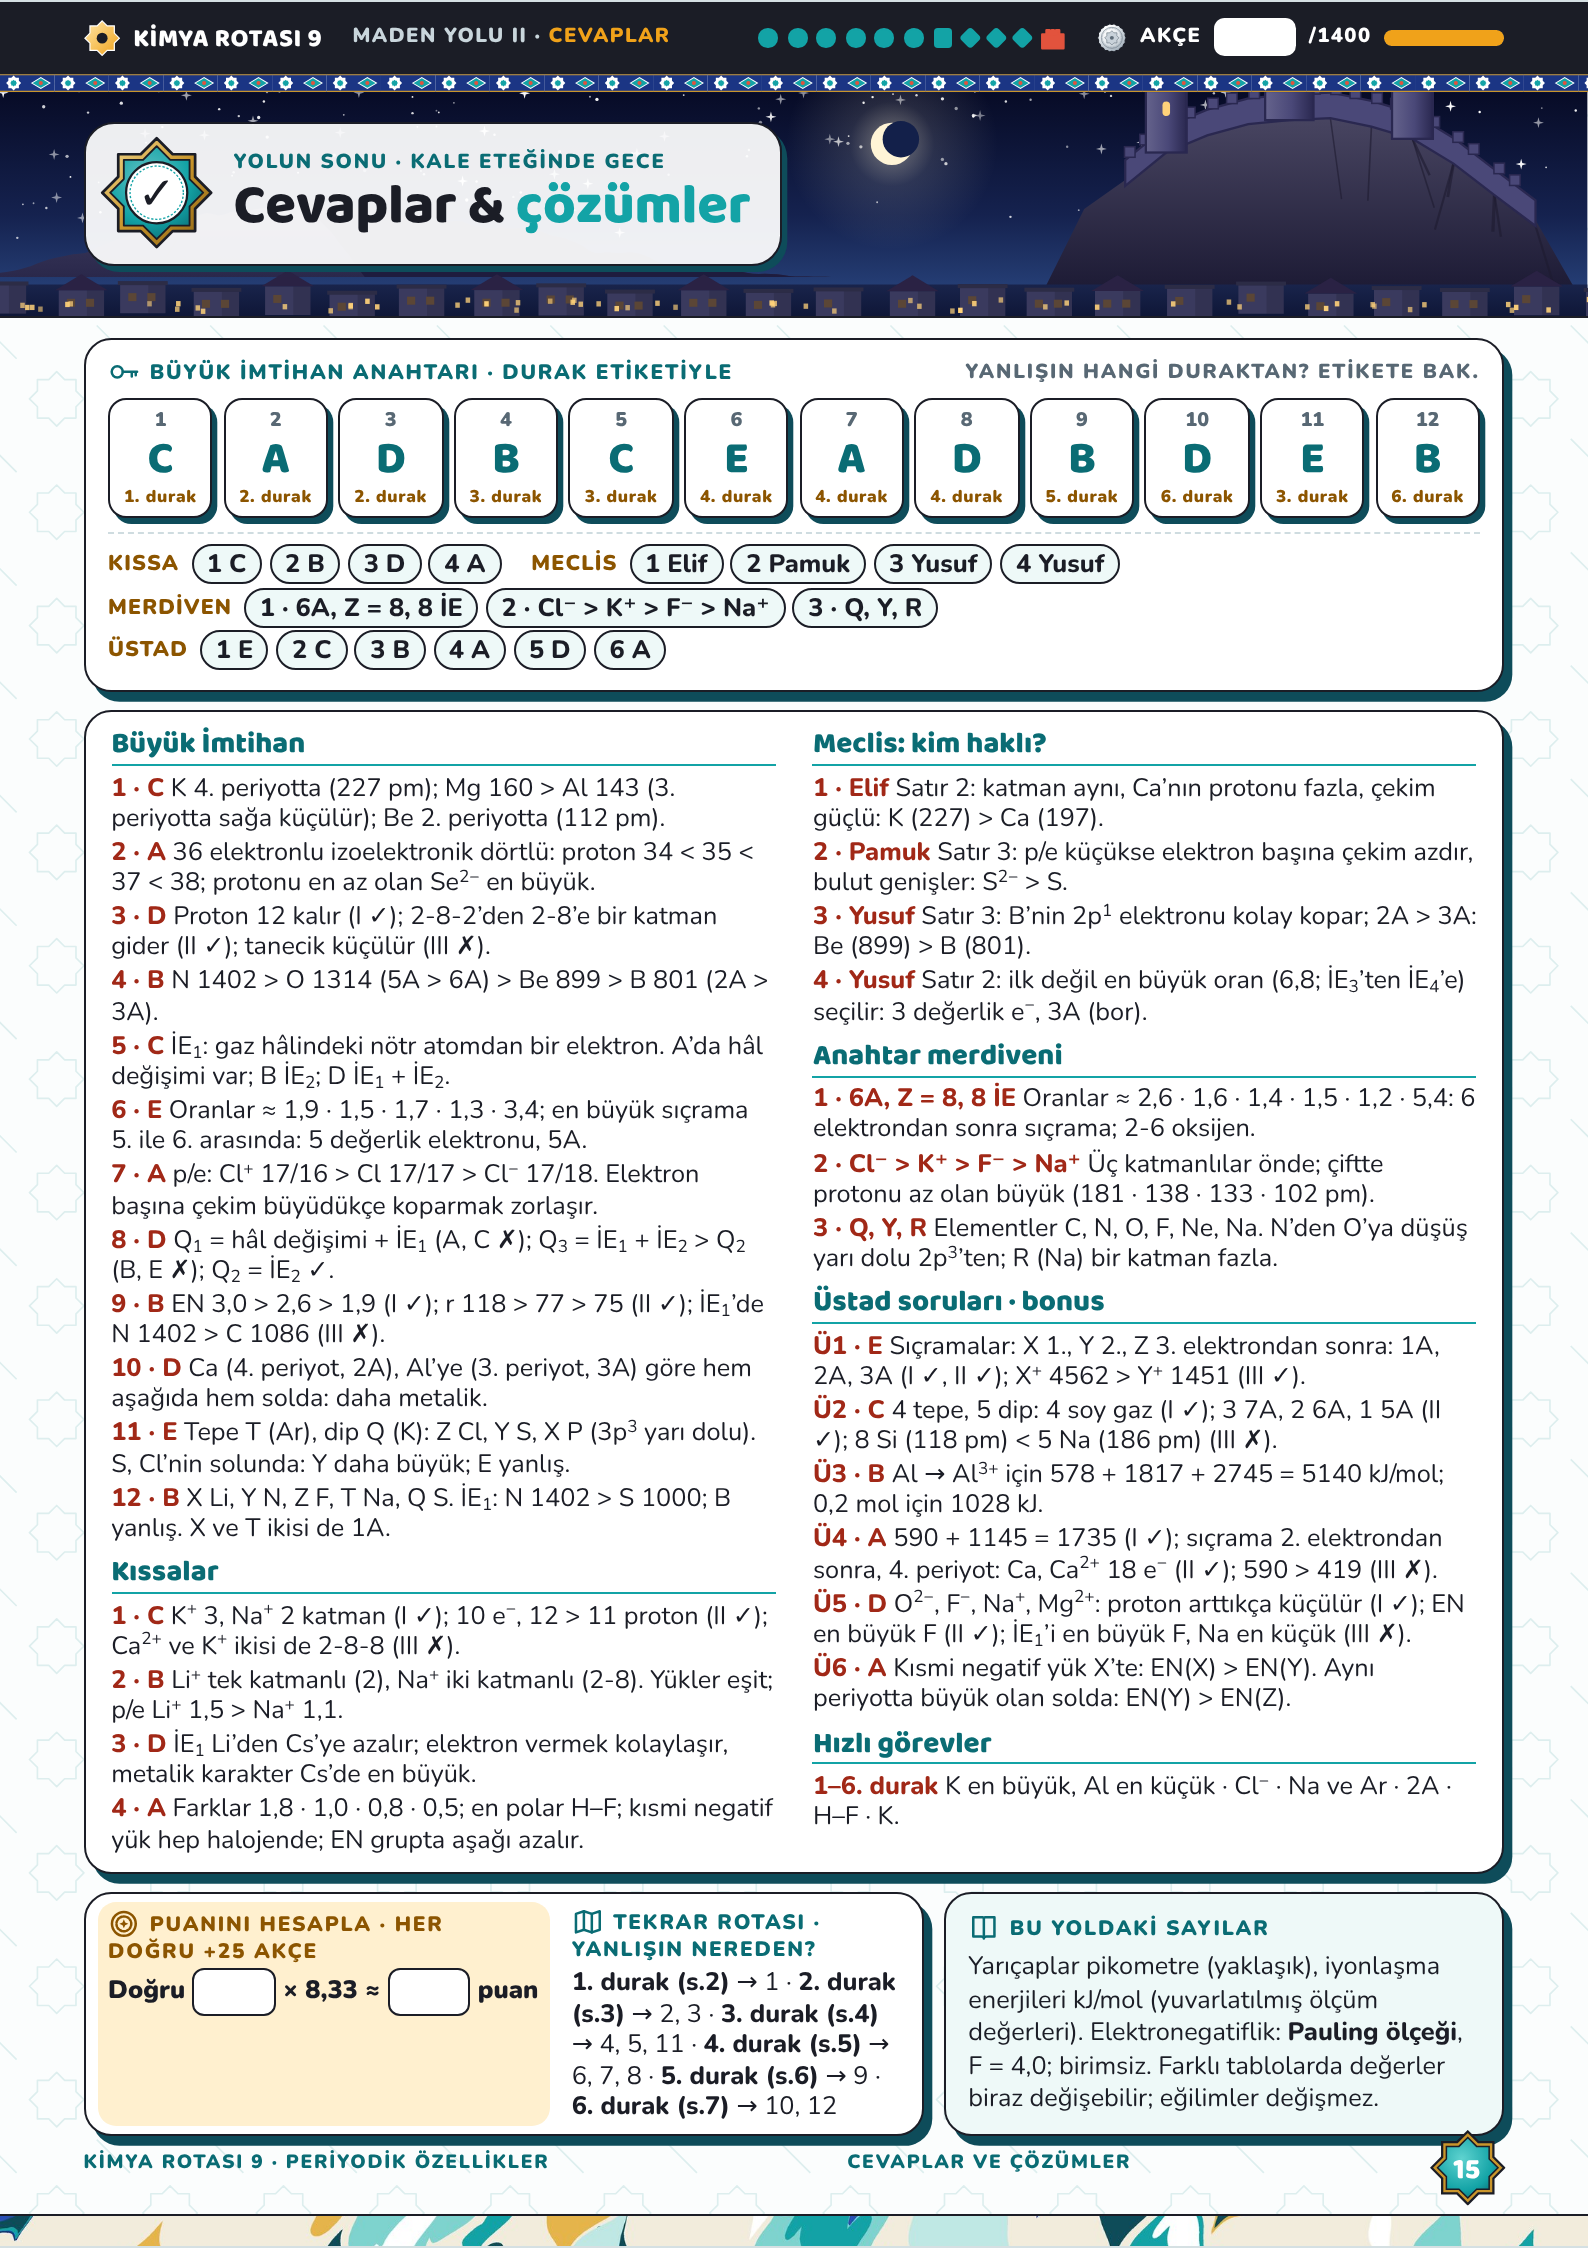 KİMYA ROTASI 9 MADEN YOLU II · CEVAPLAR AKÇE /1400
YOLUN SONU · KALE ETEĞİNDE GECE
Cevaplar & çözümler
BÜYÜK İMTİHAN ANAHTARI · DURAK ETİKETİYLE YANLIŞIN HANGİ DURAKTAN? ETİKETE BAK.
1 2 3 4 5 6 7 8 9 10 11 12
C A D B C E A D B D E B
1. durak 2. durak 2. durak 3. durak 3. durak 4. durak 4. durak 4. durak 5. durak 6. durak 3. durak 6. durak
KISSA 1 C 2 B 3 D 4 A MECLİS 1 Elif 2 Pamuk 3 Yusuf 4 Yusuf
MERDİVEN 1 · 6A, Z = 8, 8 İE 2 · Cl⁻ > K⁺ > F⁻ > Na⁺ 3 · Q, Y, R
ÜSTAD 1 E 2 C 3 B 4 A 5 D 6 A
Büyük İmtihan
1 · C K 4. periyotta (227 pm); Mg 160 > Al 143 (3.
periyotta sağa küçülür); Be 2. periyotta (112 pm).
2 · A 36 elektronlu izoelektronik dörtlü: proton 34 < 35 <
37 < 38; protonu en az olan Se²⁻ en büyük.
3 · D Proton 12 kalır (I ✓); 2-8-2’den 2-8’e bir katman
gider (II ✓); tanecik küçülür (III ✗).
4 · B N 1402 > O 1314 (5A > 6A) > Be 899 > B 801 (2A >
3A).
5 · C İE₁: gaz hâlindeki nötr atomdan bir elektron. A’da hâl
değişimi var; B İE₂; D İE₁ + İE₂.
6 · E Oranlar ≈ 1,9 · 1,5 · 1,7 · 1,3 · 3,4; en büyük sıçrama
5. ile 6. arasında: 5 değerlik elektronu, 5A.
7 · A p/e: Cl⁺ 17/16 > Cl 17/17 > Cl⁻ 17/18. Elektron
başına çekim büyüdükçe koparmak zorlaşır.
8 · D Q₁ = hâl değişimi + İE₁ (A, C ✗); Q₃ = İE₁ + İE₂ > Q₂
(B, E ✗); Q₂ = İE₂ ✓.
9 · B EN 3,0 > 2,6 > 1,9 (I ✓); r 118 > 77 > 75 (II ✓); İE₁’de
N 1402 > C 1086 (III ✗).
10 · D Ca (4. periyot, 2A), Al’ye (3. periyot, 3A) göre hem
aşağıda hem solda: daha metalik.
11 · E Tepe T (Ar), dip Q (K): Z Cl, Y S, X P (3p³ yarı dolu).
S, Cl’nin solunda: Y daha büyük; E yanlış.
12 · B X Li, Y N, Z F, T Na, Q S. İE₁: N 1402 > S 1000; B
yanlış. X ve T ikisi de 1A.
Kıssalar
1 · C K⁺ 3, Na⁺ 2 katman (I ✓); 10 e⁻, 12 > 11 proton (II ✓);
Ca²⁺ ve K⁺ ikisi de 2-8-8 (III ✗).
2 · B Li⁺ tek katmanlı (2), Na⁺ iki katmanlı (2-8). Yükler eşit;
p/e Li⁺ 1,5 > Na⁺ 1,1.
3 · D İE₁ Li’den Cs’ye azalır; elektron vermek kolaylaşır,
metalik karakter Cs’de en büyük.
4 · A Farklar 1,8 · 1,0 · 0,8 · 0,5; en polar H–F; kısmi negatif
yük hep halojende; EN grupta aşağı azalır.
Meclis: kim haklı?
1 · Elif Satır 2: katman aynı, Ca’nın protonu fazla, çekim
güçlü: K (227) > Ca (197).
2 · Pamuk Satır 3: p/e küçükse elektron başına çekim azdır,
bulut genişler: S²⁻ > S.
3 · Yusuf Satır 3: B’nin 2p¹ elektronu kolay kopar; 2A > 3A:
Be (899) > B (801).
4 · Yusuf Satır 2: ilk değil en büyük oran (6,8; İE₃’ten İE₄’e)
seçilir: 3 değerlik e⁻, 3A (bor).
Anahtar merdiveni
1 · 6A, Z = 8, 8 İE Oranlar ≈ 2,6 · 1,6 · 1,4 · 1,5 · 1,2 · 5,4: 6
elektrondan sonra sıçrama; 2-6 oksijen.
2 · Cl⁻ > K⁺ > F⁻ > Na⁺ Üç katmanlılar önde; çiftte
protonu az olan büyük (181 · 138 · 133 · 102 pm).
3 · Q, Y, R Elementler C, N, O, F, Ne, Na. N’den O’ya düşüş
yarı dolu 2p³’ten; R (Na) bir katman fazla.
Üstad soruları · bonus
Ü1 · E Sıçramalar: X 1., Y 2., Z 3. elektrondan sonra: 1A,
2A, 3A (I ✓, II ✓); X⁺ 4562 > Y⁺ 1451 (III ✓).
Ü2 · C 4 tepe, 5 dip: 4 soy gaz (I ✓); 3 7A, 2 6A, 1 5A (II
✓); 8 Si (118 pm) < 5 Na (186 pm) (III ✗).
Ü3 · B Al → Al³⁺ için 578 + 1817 + 2745 = 5140 kJ/mol;
0,2 mol için 1028 kJ.
Ü4 · A 590 + 1145 = 1735 (I ✓); sıçrama 2. elektrondan
sonra, 4. periyot: Ca, Ca²⁺ 18 e⁻ (II ✓); 590 > 419 (III ✗).
Ü5 · D O²⁻, F⁻, Na⁺, Mg²⁺: proton arttıkça küçülür (I ✓); EN
en büyük F (II ✓); İE₁’i en büyük F, Na en küçük (III ✗).
Ü6 · A Kısmi negatif yük X’te: EN(X) > EN(Y). Aynı
periyotta büyük olan solda: EN(Y) > EN(Z).
Hızlı görevler
1–6. durak K en büyük, Al en küçük · Cl⁻ · Na ve Ar · 2A ·
H–F · K.
PUANINI HESAPLA · HER
DOĞRU +25 AKÇE
Doğru × 8,33 ≈ puan
TEKRAR ROTASI ·
YANLIŞIN NEREDEN?
1. durak (s.2) → 1 · 2. durak
(s.3) → 2, 3 · 3. durak (s.4)
→ 4, 5, 11 · 4. durak (s.5) →
6, 7, 8 · 5. durak (s.6) → 9 ·
6. durak (s.7) → 10, 12
BU YOLDAKİ SAYILAR
Yarıçaplar pikometre (yaklaşık), iyonlaşma
enerjileri kJ/mol (yuvarlatılmış ölçüm
değerleri). Elektronegatiflik: Pauling ölçeği,
F = 4,0; birimsiz. Farklı tablolarda değerler
biraz değişebilir; eğilimler değişmez.
KİMYA ROTASI 9 · PERİYODİK ÖZELLİKLER CEVAPLAR VE ÇÖZÜMLER 15